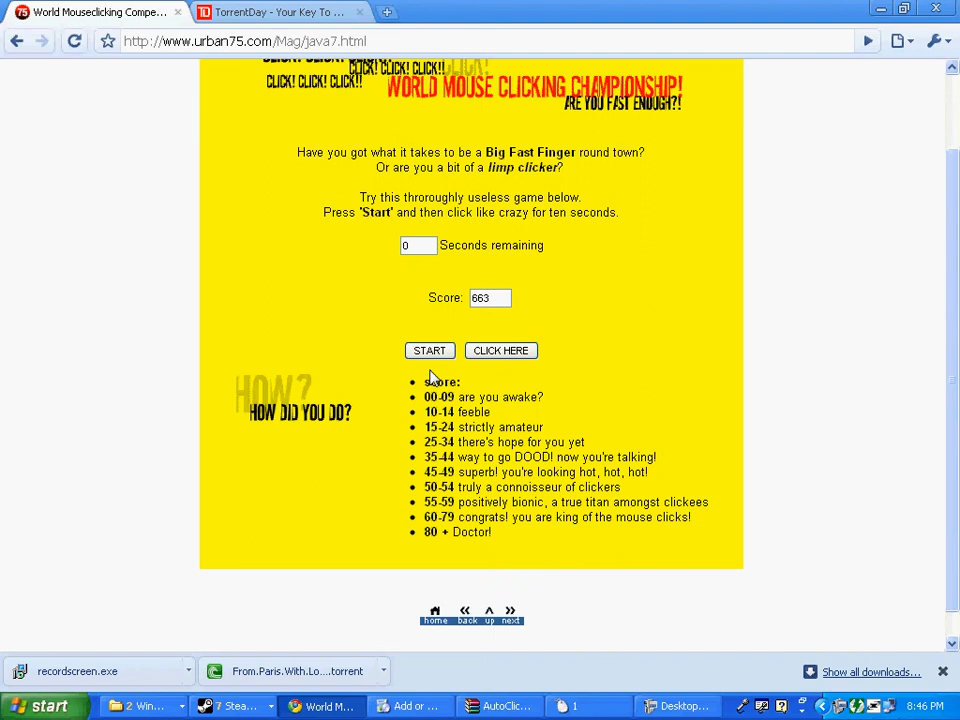 World Mouseclicking Compe...
TorrentDay - Your Key To ...
http://www.urban75.com/Mag/java7.html
CLICK! CLICK! CLICK!!
CLICK!
CLICK! CLICK! CLICK!!
WORLD MOUSE CLICKING CHAMPIONSHIP!
ARE YOU FAST ENOUGH?!
Have you got what it takes to be a Big Fast Finger round town?
Or are you a bit of a limp clicker?
Try this throroughly useless game below.
Press 'Start' and then click like crazy for ten seconds.
0 Seconds remaining
Score: 663
START CLICK HERE
HOW?
HOW DID YOU DO?
score:
00-09 are you awake?
10-14 feeble
15-24 strictly amateur
25-34 there's hope for you yet
35-44 way to go DOOD! now you're talking!
45-49 superb! you're looking hot, hot, hot!
50-54 truly a connoisseur of clickers
55-59 positively bionic, a true titan amongst clickees
60-79 congrats! you are king of the mouse clicks!
80 + Doctor!
home back up next
recordscreen.exe
From.Paris.With.Lo....torrent
Show all downloads...
start
2 Win...
7 Stea...
World M...
Add or ...
AutoClic...
1
Desktop...
8:46 PM